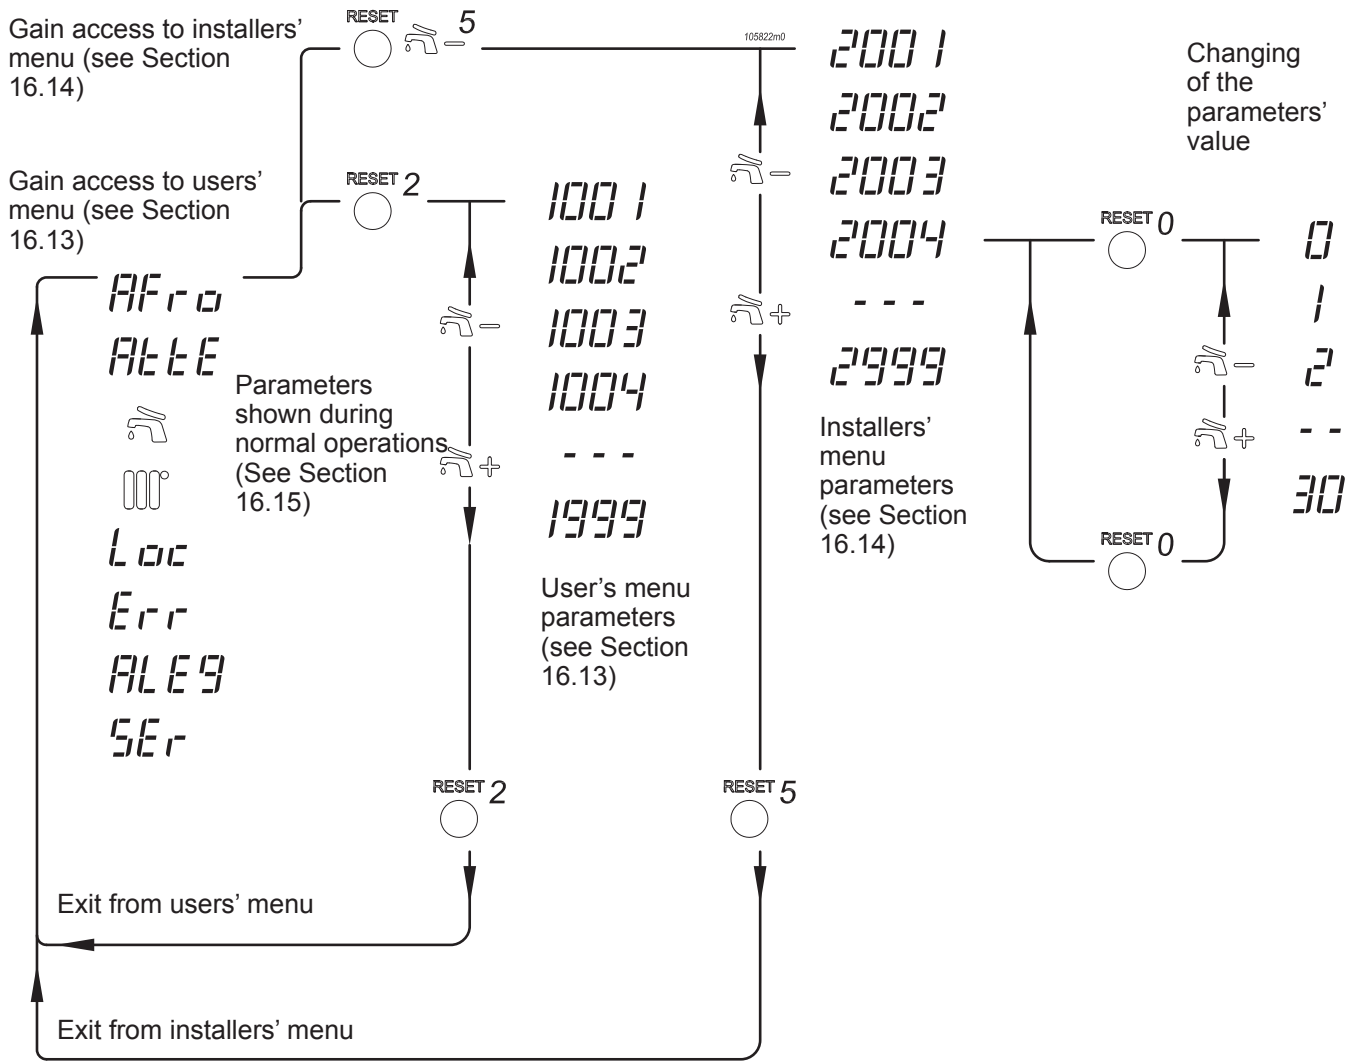 Gain access to installers'
menu (see Section
16.14)
RESET
5
105822m0
Gain access to users'
menu (see Section
16.13)
RESET 2
AFro
AttE
Loc
Err
ALE9
SEr
Parameters
shown during
normal operations
(See Section
16.15)
1001
1002
1003
1004
- - -
1999
User's menu
parameters
(see Section
16.13)
2001
2002
2003
2004
- - -
2999
Installers'
menu
parameters
(see Section
16.14)
Changing
of the
parameters'
value
RESET 0
RESET 0
0
1
2
- -
30
RESET 2
RESET 5
Exit from users' menu
Exit from installers' menu